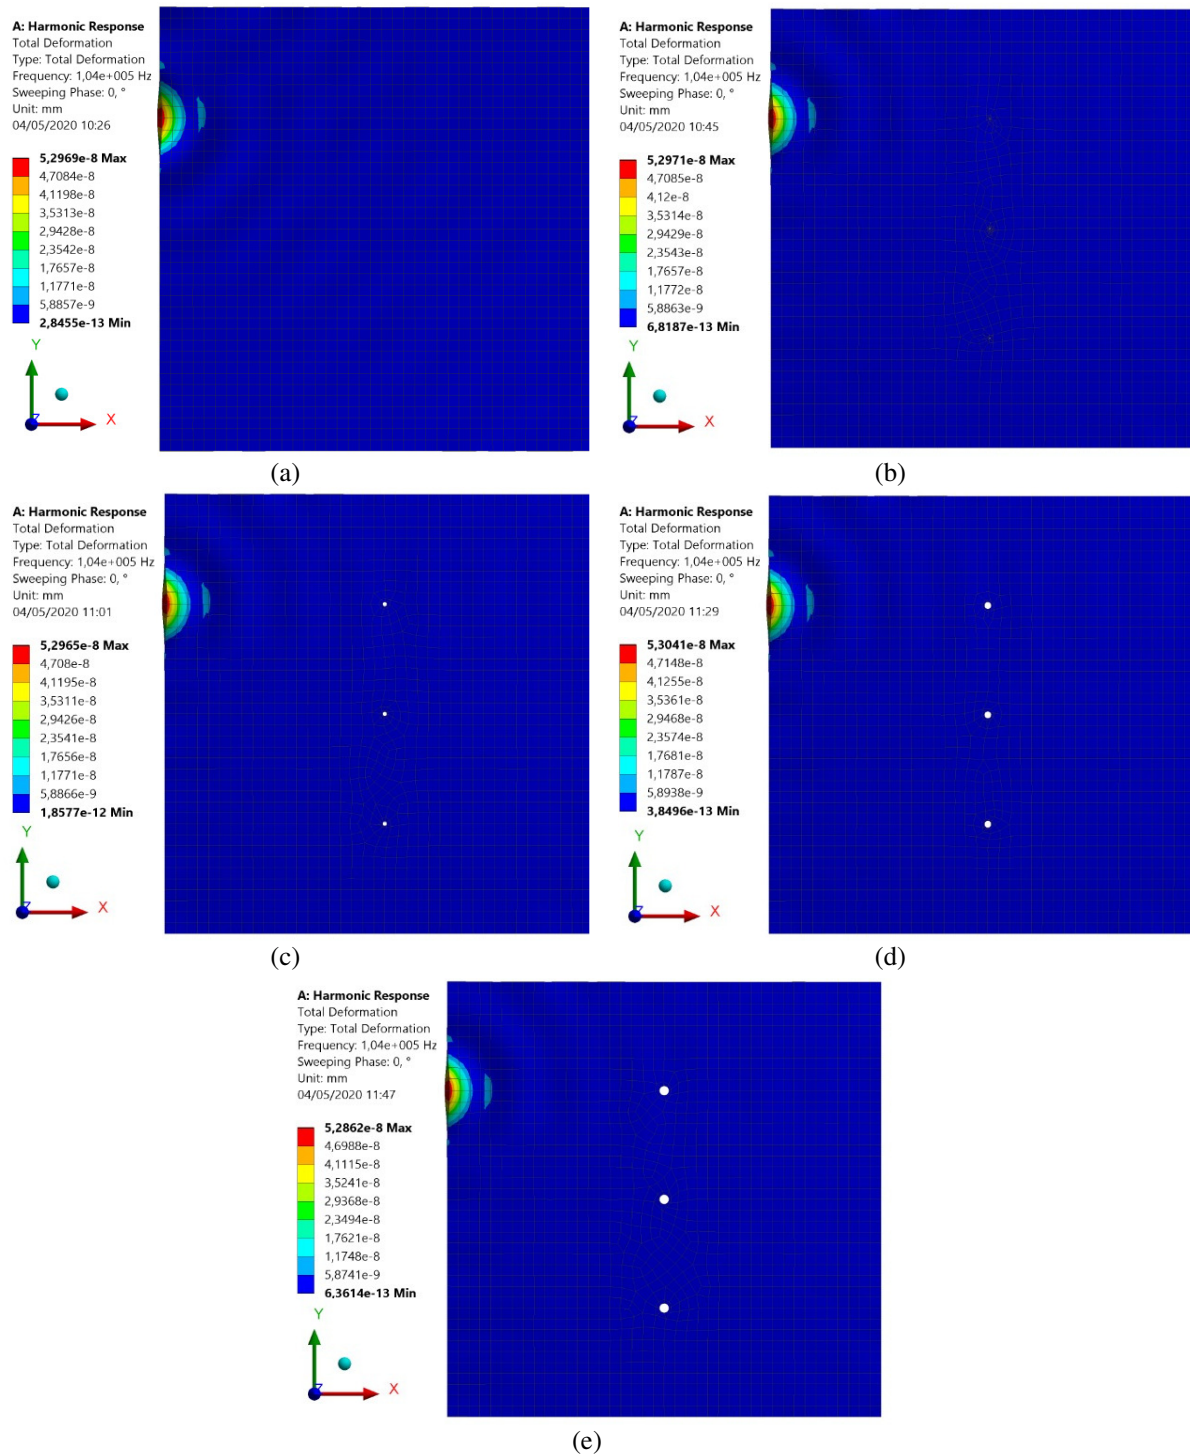 A: Harmonic Response
Total Deformation
Type: Total Deformation
Frequency: 1,04e+005 Hz
Sweeping Phase: 0, °
Unit: mm
04/05/2020 10:26
5,2969e-8 Max
4,7084e-8
4,1198e-8
3,5313e-8
2,9428e-8
2,3542e-8
1,7657e-8
1,1771e-8
5,8857e-9
2,8455e-13 Min
Y
Z
X
(a)
A: Harmonic Response
Total Deformation
Type: Total Deformation
Frequency: 1,04e+005 Hz
Sweeping Phase: 0, °
Unit: mm
04/05/2020 10:45
5,2971e-8 Max
4,7085e-8
4,12e-8
3,5314e-8
2,9429e-8
2,3543e-8
1,7657e-8
1,1772e-8
5,8863e-9
6,8187e-13 Min
Y
Z
X
(b)
A: Harmonic Response
Total Deformation
Type: Total Deformation
Frequency: 1,04e+005 Hz
Sweeping Phase: 0, °
Unit: mm
04/05/2020 11:01
5,2965e-8 Max
4,708e-8
4,1195e-8
3,5311e-8
2,9426e-8
2,3541e-8
1,7656e-8
1,1771e-8
5,8866e-9
1,8577e-12 Min
Y
Z
X
(c)
A: Harmonic Response
Total Deformation
Type: Total Deformation
Frequency: 1,04e+005 Hz
Sweeping Phase: 0, °
Unit: mm
04/05/2020 11:29
5,3041e-8 Max
4,7148e-8
4,1255e-8
3,5361e-8
2,9468e-8
2,3574e-8
1,7681e-8
1,1787e-8
5,8938e-9
3,8496e-13 Min
Y
Z
X
(d)
A: Harmonic Response
Total Deformation
Type: Total Deformation
Frequency: 1,04e+005 Hz
Sweeping Phase: 0, °
Unit: mm
04/05/2020 11:47
5,2862e-8 Max
4,6988e-8
4,1115e-8
3,5241e-8
2,9368e-8
2,3494e-8
1,7621e-8
1,1748e-8
5,8741e-9
6,3614e-13 Min
Y
Z
X
(e)